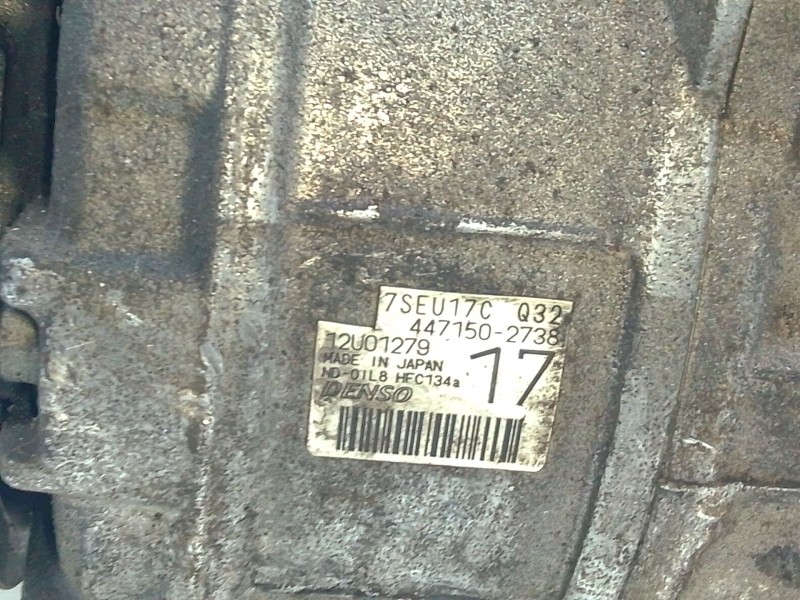 7SEU17C Q32
447150-2738
12U01279
MADE IN JAPAN
ND-OIL8 HFC134a
17
DENSO